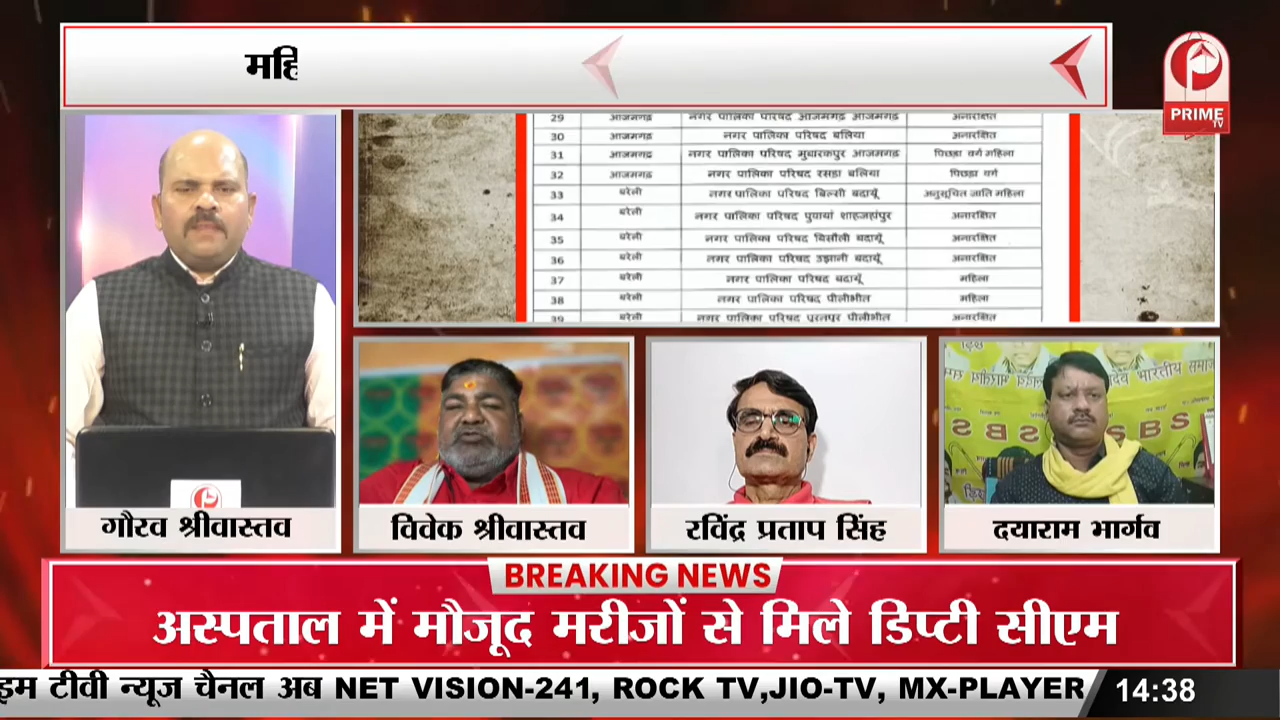 महि
PRIME
TV
29 आजमगढ़ नगर पालिका परिषद आजमगढ़ आजमगढ़ अनारक्षित
30 आजमगढ़ नगर पालिका परिषद बलिया अनारक्षित
31 आजमगढ़ नगर पालिका परिषद मुबारकपुर आजमगढ़ पिछड़ा वर्ग महिला
32 आजमगढ़ नगर पालिका परिषद रसड़ा बलिया पिछड़ा वर्ग
33 बरेली नगर पालिका परिषद बिल्सी बदायूँ अनुसूचित जाति महिला
34 बरेली नगर पालिका परिषद पुवायां शाहजहांपुर अनारक्षित
35 बरेली नगर पालिका परिषद बिसौली बदायूँ अनारक्षित
36 बरेली नगर पालिका परिषद उझानी बदायूँ अनारक्षित
37 बरेली नगर पालिका परिषद बदायूँ महिला
38 बरेली नगर पालिका परिषद पीलीभीत महिला
39 बरेली नगर पालिका परिषद पूरनपुर पीलीभीत अनारक्षित
SBS
SBS
गौरव श्रीवास्तव
विवेक श्रीवास्तव
रविंद्र प्रताप सिंह
दयाराम भार्गव
BREAKING NEWS
अस्पताल में मौजूद मरीजों से मिले डिप्टी सीएम
इम टीवी न्यूज चैनल अब NET VISION-241, ROCK TV,JIO-TV, MX-PLAYER
14:38